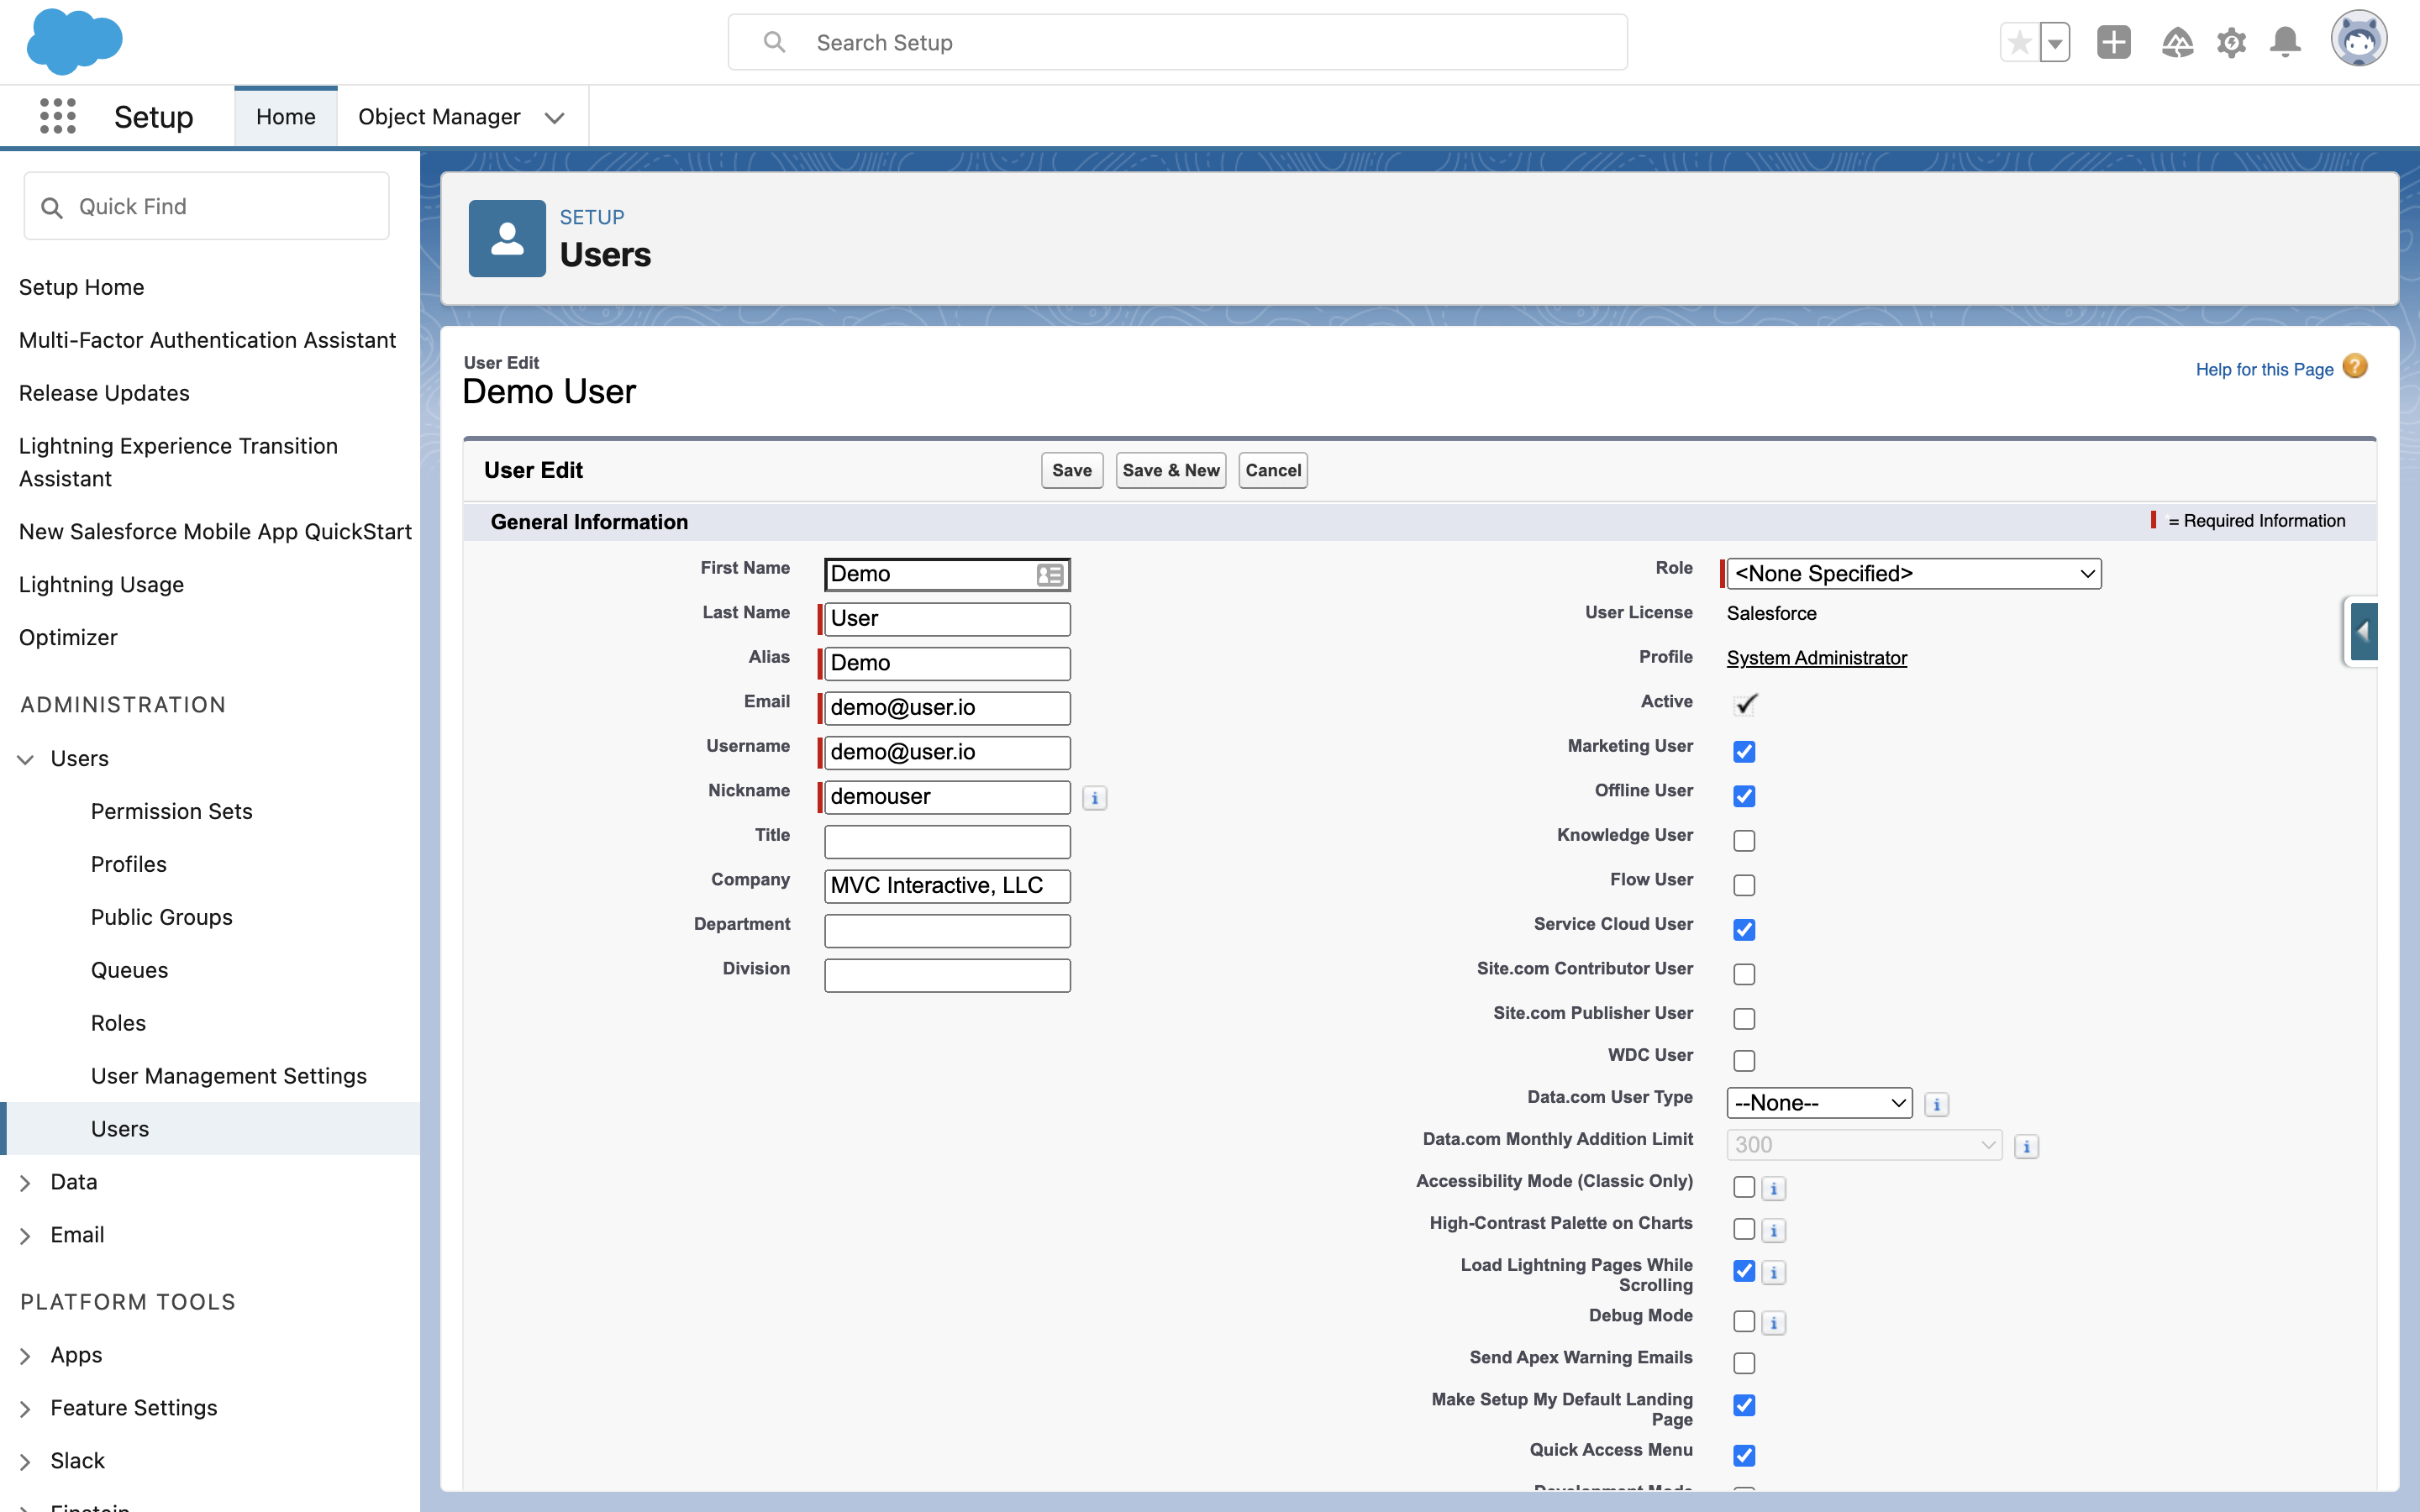 Search Setup
Setup
Home
Object Manager
Quick Find
Setup Home
Multi-Factor Authentication Assistant
Release Updates
Lightning Experience Transition
Assistant
New Salesforce Mobile App QuickStart
Lightning Usage
Optimizer
ADMINISTRATION
Users
Permission Sets
Profiles
Public Groups
Queues
Roles
User Management Settings
Users
Data
Email
PLATFORM TOOLS
Apps
Feature Settings
Slack
Einstein
SETUP
Users
User Edit
Demo User
Help for this Page
User Edit
Save
Save & New
Cancel
General Information
= Required Information
First Name Demo
Last Name User
Alias Demo
Email demo@user.io
Username demo@user.io
Nickname demouser
Title
Company MVC Interactive, LLC
Department
Division
Role <None Specified>
User License Salesforce
Profile System Administrator
Active
Marketing User
Offline User
Knowledge User
Flow User
Service Cloud User
Site.com Contributor User
Site.com Publisher User
WDC User
Data.com User Type --None--
Data.com Monthly Addition Limit 300
Accessibility Mode (Classic Only)
High-Contrast Palette on Charts
Load Lightning Pages While
Scrolling
Debug Mode
Send Apex Warning Emails
Make Setup My Default Landing
Page
Quick Access Menu
Development Mode